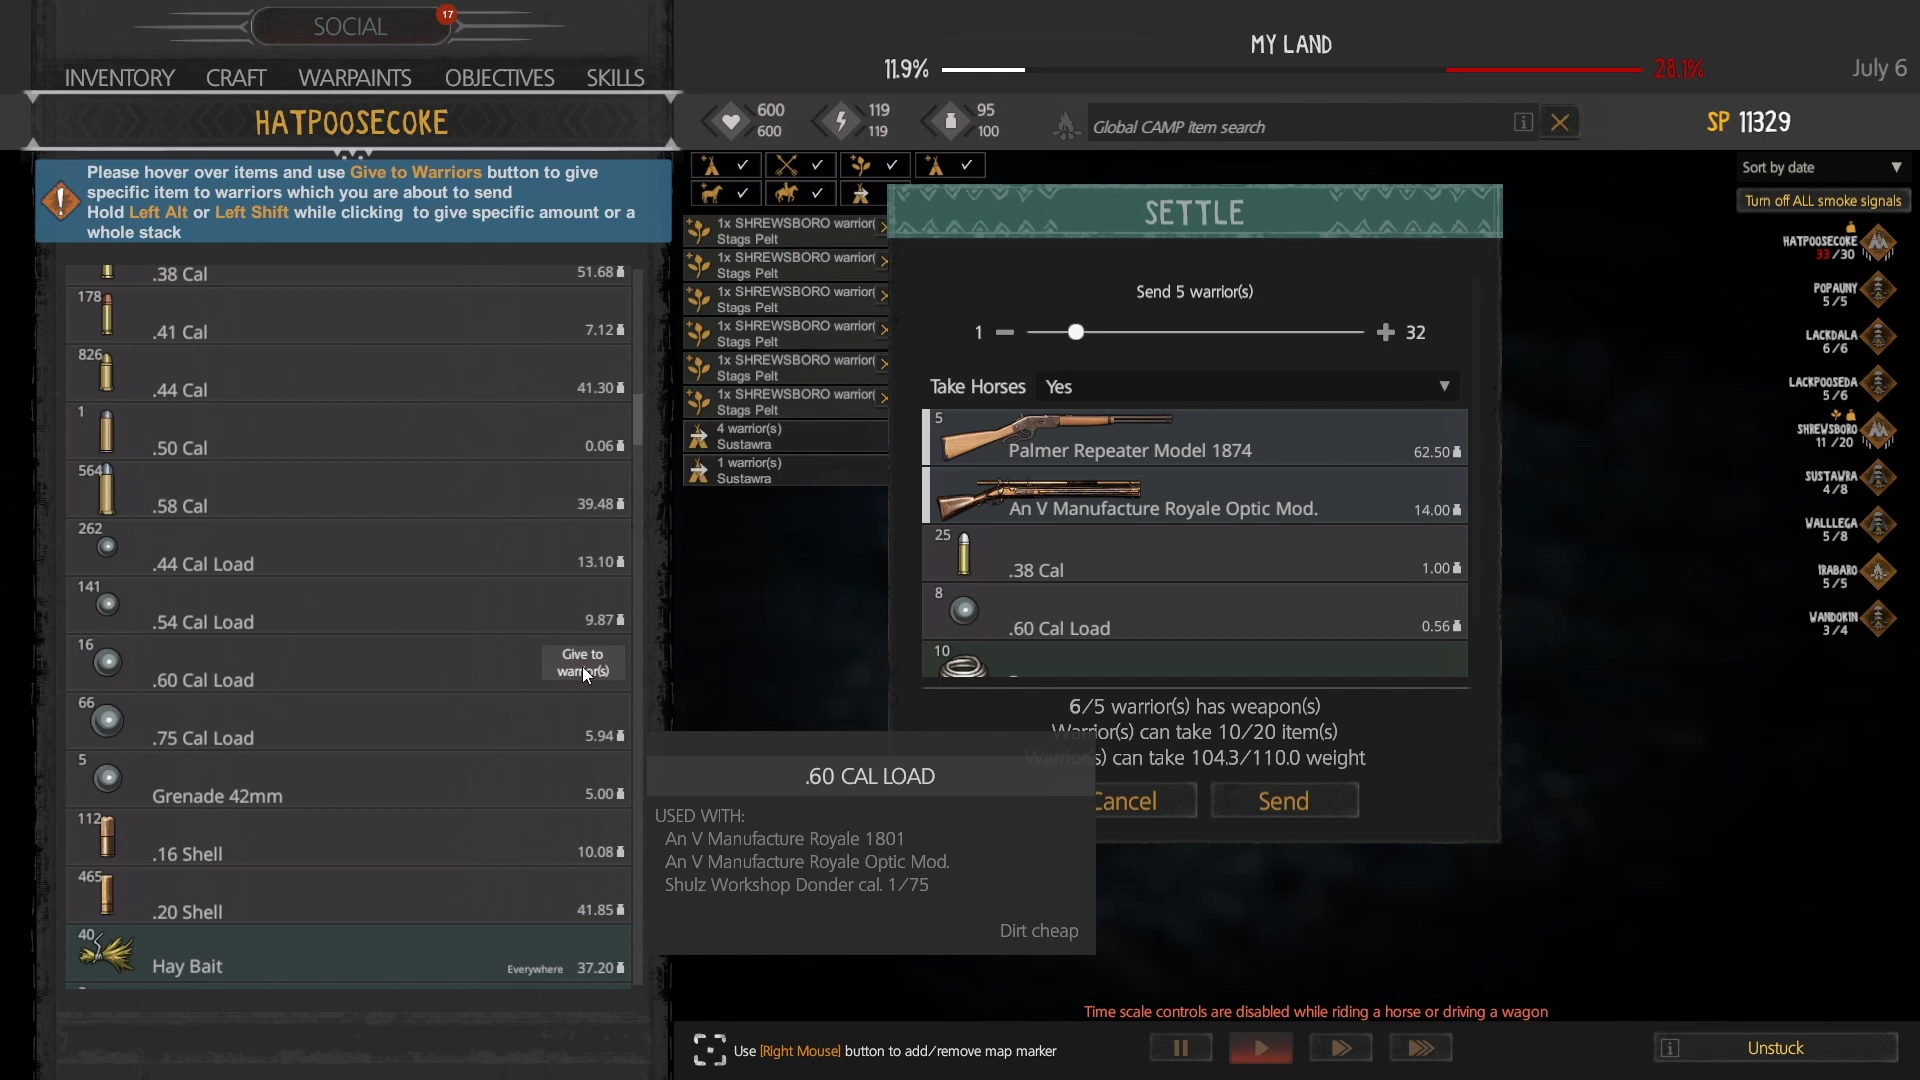 SOCIAL
17
INVENTORY CRAFT WARPAINTS OBJECTIVES SKILLS
HATPOOSECOKE
Please hover over items and use Give to Warriors button to give
specific item to warriors which you are about to send
Hold Left Alt or Left Shift while clicking to give specific amount or a
whole stack
.38 Cal 51.68
178 .41 Cal 7.12
826 .44 Cal 41.30
1 .50 Cal 0.06
564 .58 Cal 39.48
262 .44 Cal Load 13.10
141 .54 Cal Load 9.87
16 .60 Cal Load
Give to
warrior(s)
66 .75 Cal Load 5.94
5 Grenade 42mm 5.00
112 .16 Shell 10.08
465 .20 Shell 41.85
40 Hay Bait Everywhere 37.20
MY LAND
11.9% 28.1%
July 6
600
600
119
119
95
100
Global CAMP item search
SP 11329
1x SHREWSBORO warrior(
Stags Pelt
1x SHREWSBORO warrior(
Stags Pelt
1x SHREWSBORO warrior(
Stags Pelt
1x SHREWSBORO warrior(
Stags Pelt
1x SHREWSBORO warrior(
Stags Pelt
1x SHREWSBORO warrior(
Stags Pelt
4 warrior(s)
Sustawra
1 warrior(s)
Sustawra
SETTLE
Send 5 warrior(s)
1 32
Take Horses Yes
5 Palmer Repeater Model 1874 62.50
An V Manufacture Royale Optic Mod. 14.00
25 .38 Cal 1.00
8 .60 Cal Load 0.56
10
6/5 warrior(s) has weapon(s)
Warrior(s) can take 10/20 item(s)
Warrior(s) can take 104.3/110.0 weight
Cancel Send
.60 CAL LOAD
USED WITH:
An V Manufacture Royale 1801
An V Manufacture Royale Optic Mod.
Shulz Workshop Donder cal. 1/75
Dirt cheap
Sort by date
Turn off ALL smoke signals
HATPOOSECOKE
33/30
POPAUNY
5/5
LACKDALA
6/6
LACKPOOSEDA
5/6
SHREWSBORO
11/20
SUSTAWRA
4/8
WALLLEGA
5/8
TRABARO
5/5
WANDOKIN
3/4
Time scale controls are disabled while riding a horse or driving a wagon
Use [Right Mouse] button to add/remove map marker
Unstuck